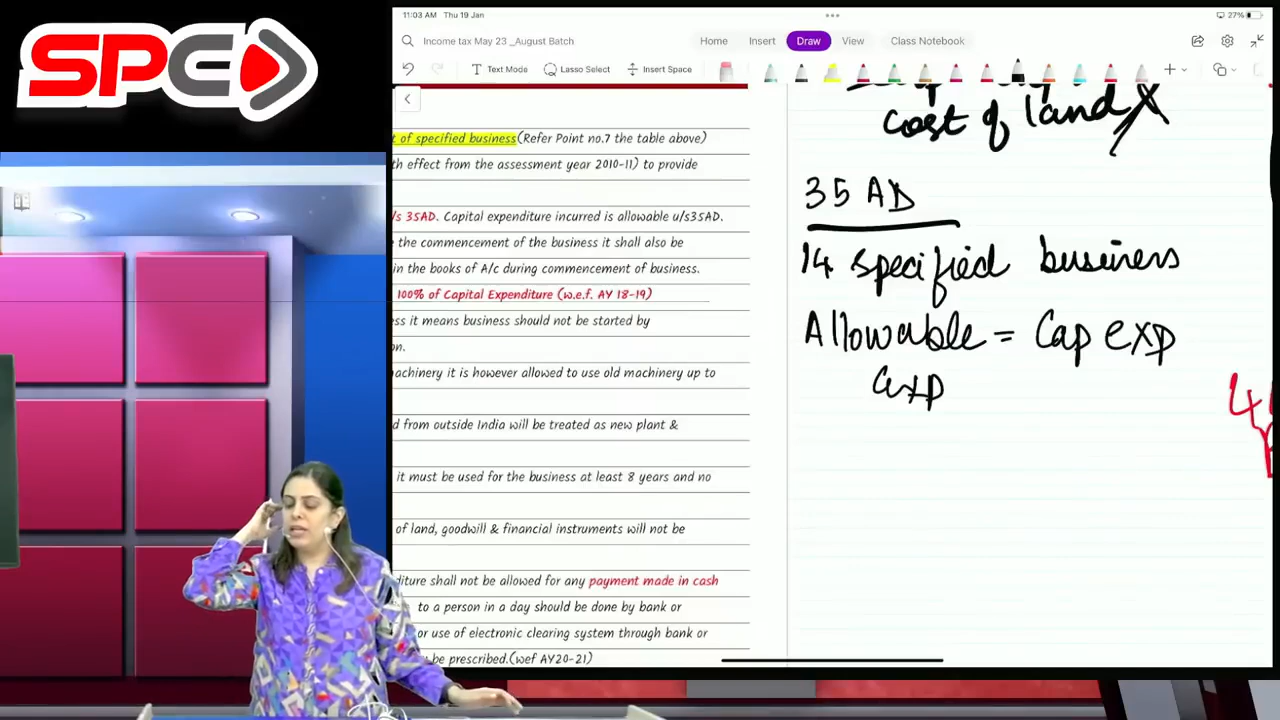 SPC
11:03 AM Thu 19 Jan
27%
Income tax May 23 _August Batch
Home Insert Draw View Class Notebook
Text Mode Lasso Select Insert Space
t of specified business(Refer Point no.7 the table above)
th effect from the assessment year 2010-11) to provide
/s 35AD. Capital expenditure incurred is allowable u/s35AD.
e the commencement of the business it shall also be
in the books of A/c during commencement of business.
100% of Capital Expenditure (w.e.f. AY 18-19)
ess it means business should not be started by
on.
achinery it is however allowed to use old machinery up to
d from outside India will be treated as new plant &
it must be used for the business at least 8 years and no
of land, goodwill & financial instruments will not be
diture shall not be allowed for any payment made in cash
to a person in a day should be done by bank or
or use of electronic clearing system through bank or
y be prescribed.(wef AY20-21)
cost of land X
35 AD
14 specified business
Allowable = Cap exp
exp